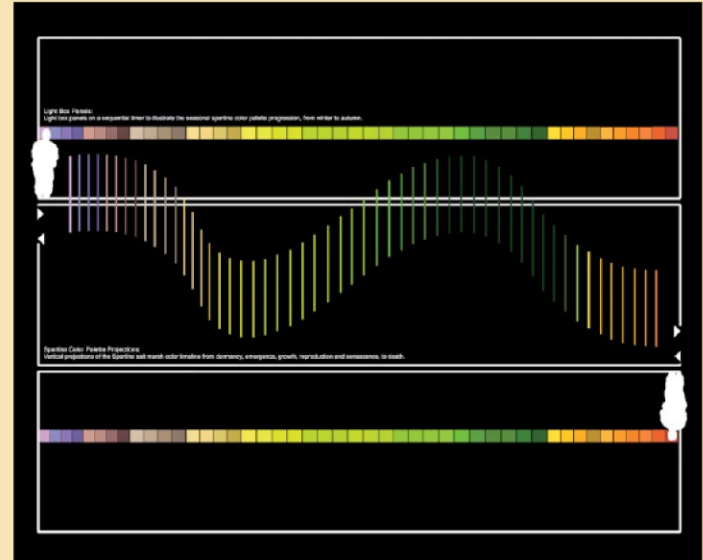 Light Box Panels:
Light box panels on a sequential timer to illustrate the seasonal spartina color palette progression, from winter to autumn.
Spartina Color Palette Projections:
Vertical projections of the Spartina salt marsh color timeline from dormancy, emergence, growth, reproduction and senescence, to death.